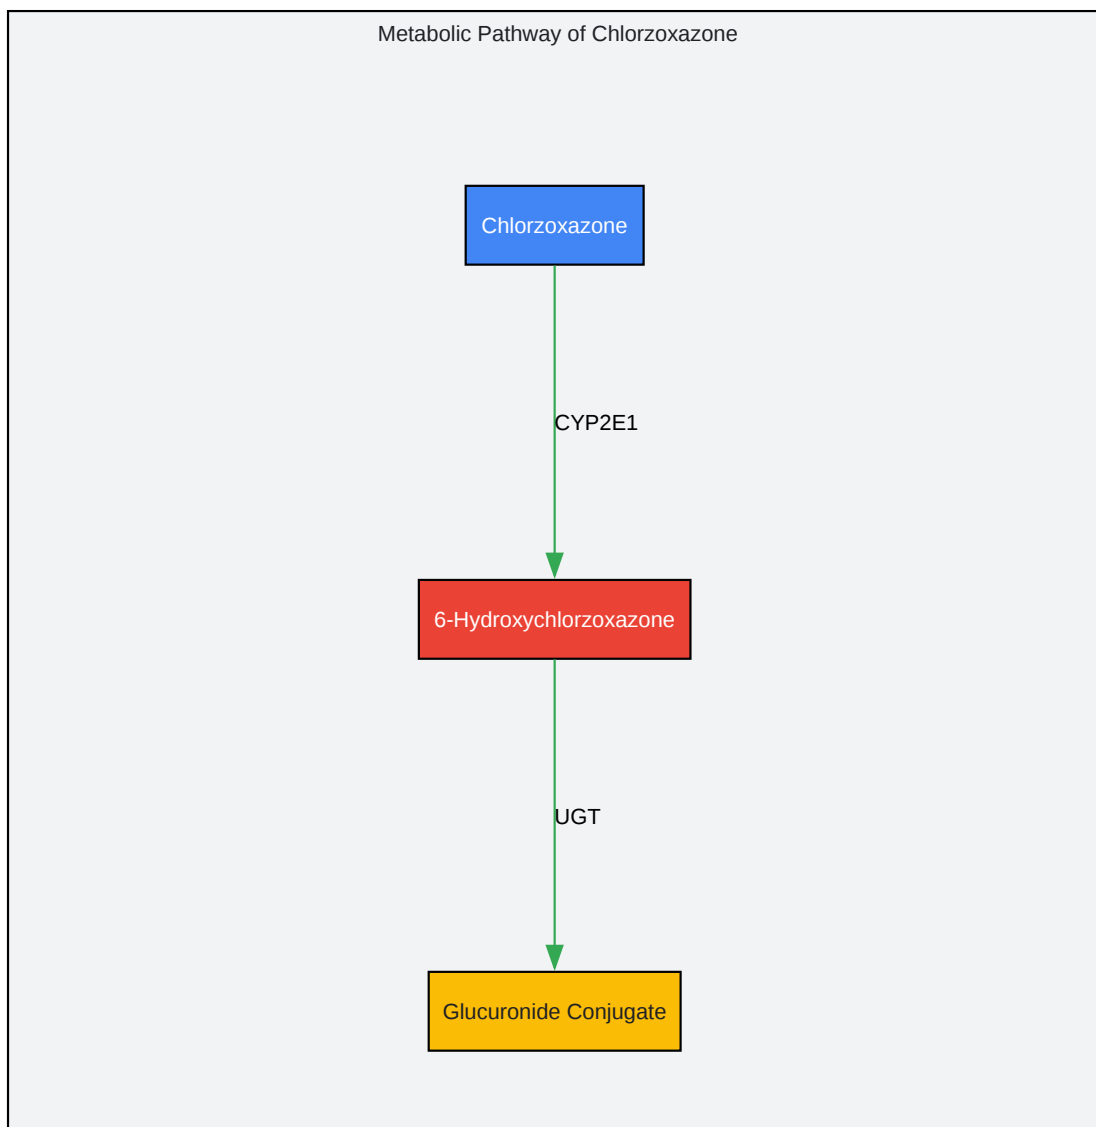 Metabolic Pathway of Chlorzoxazone
Chlorzoxazone
CYP2E1
6-Hydroxychlorzoxazone
UGT
Glucuronide Conjugate